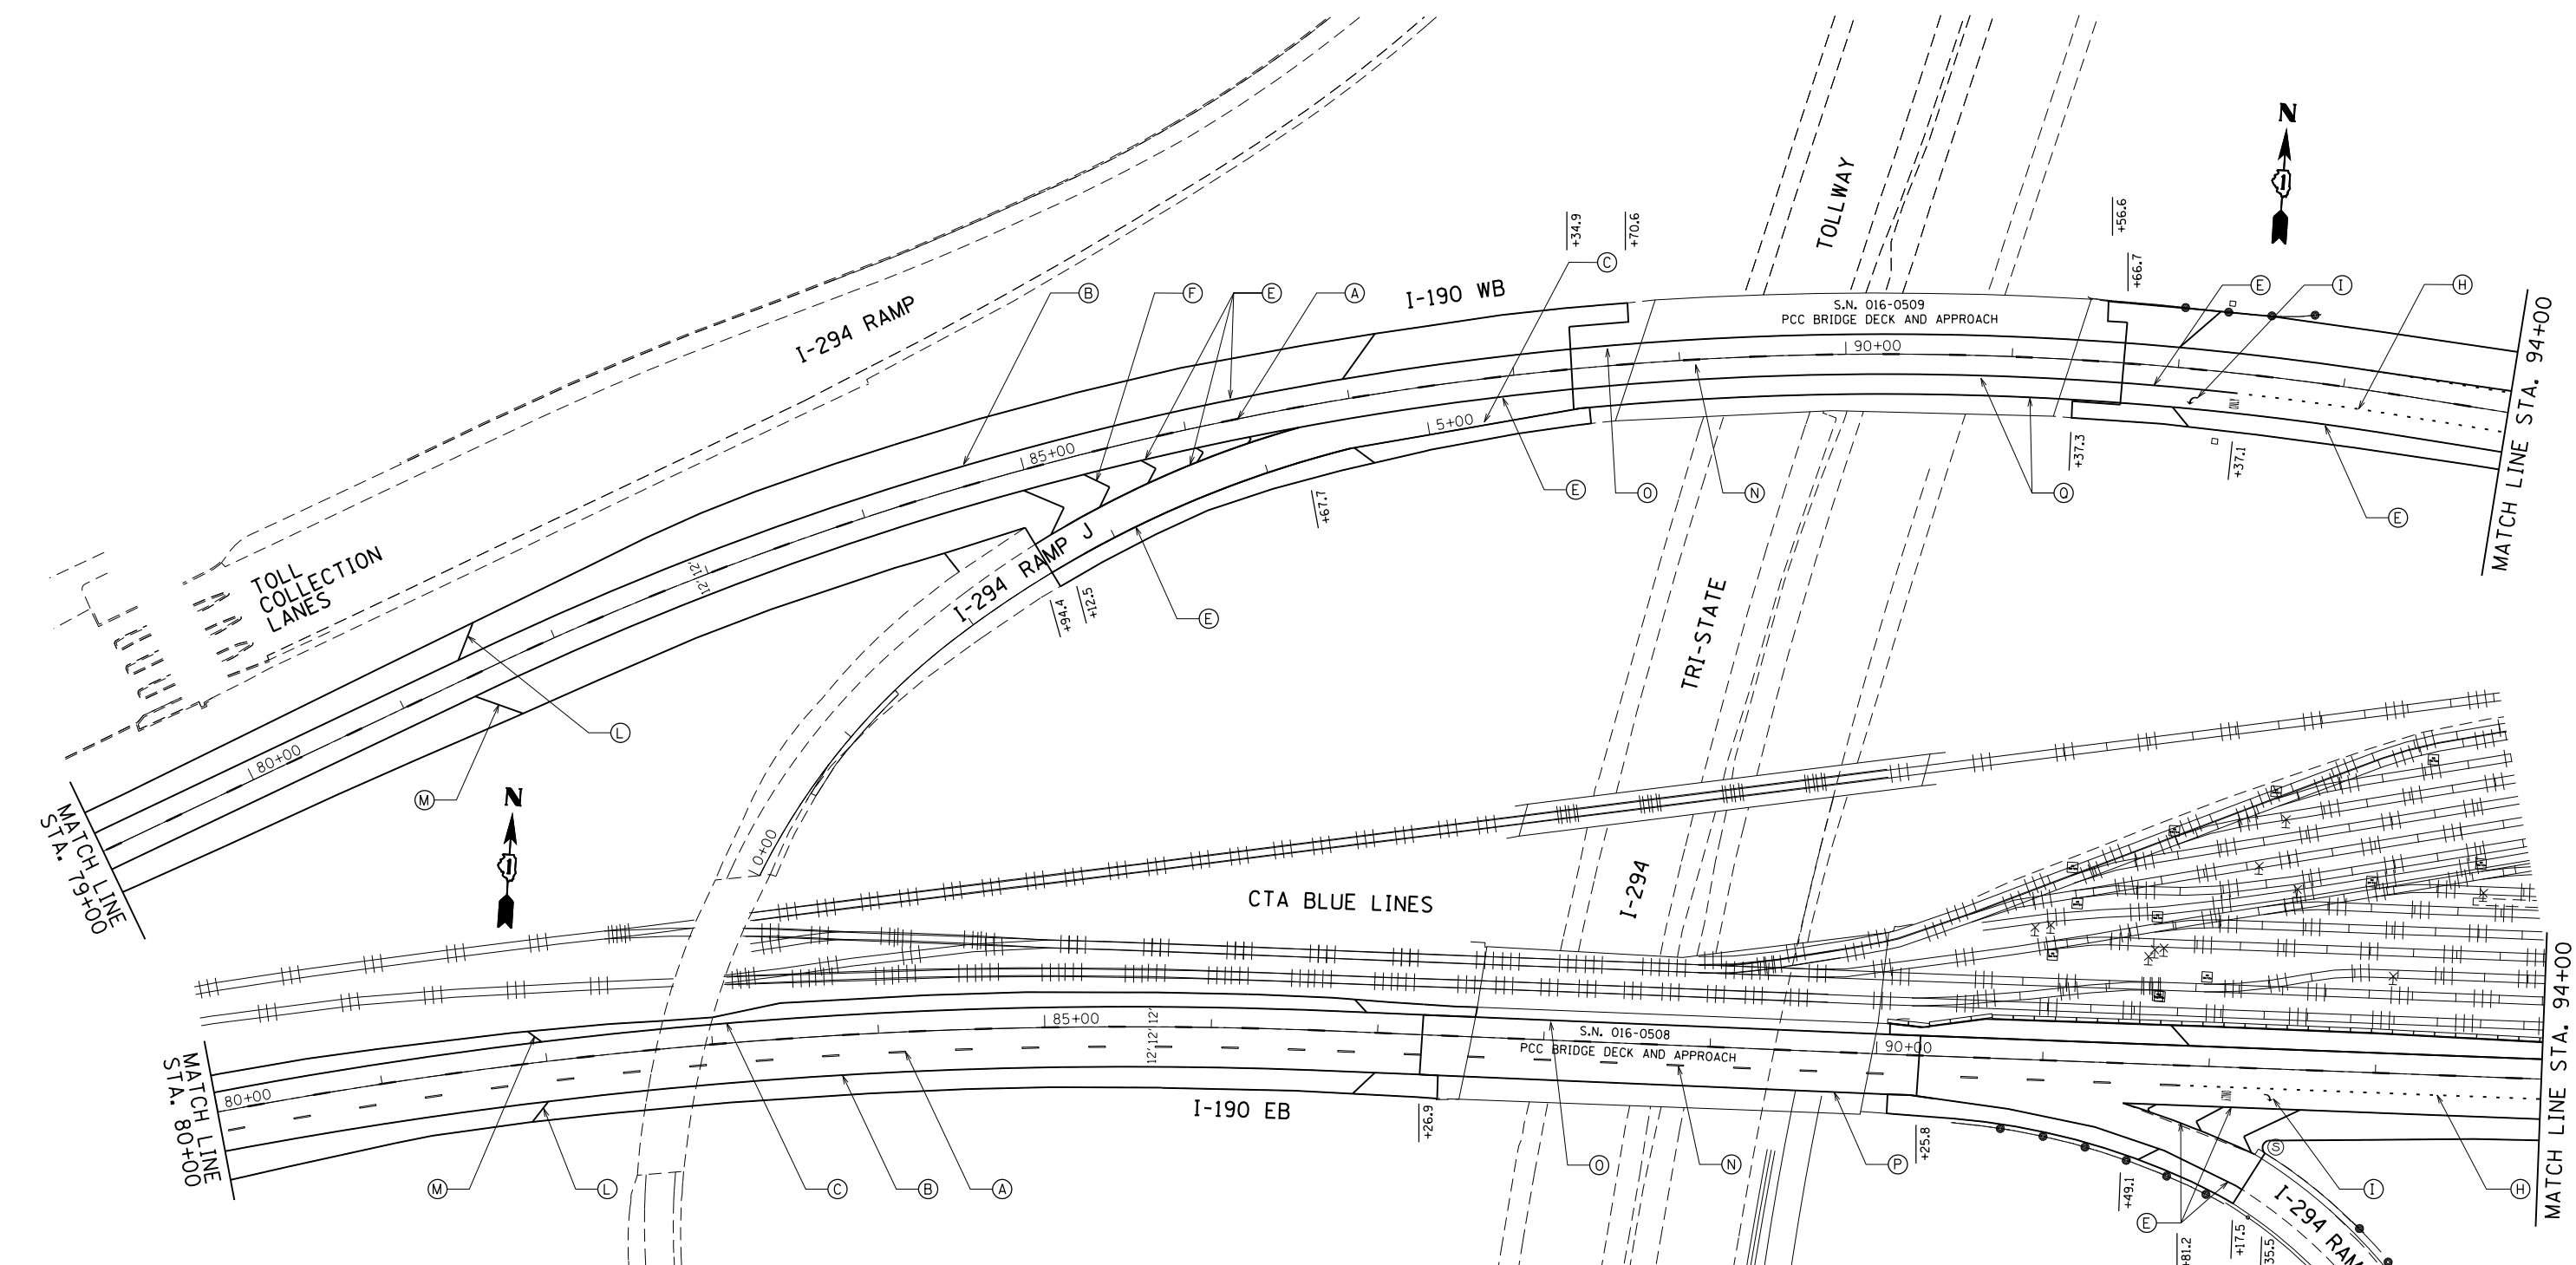 N
TOLLWAY
+34.9
+70.6
+56.6
+66.7
I-294 RAMP
B
F
E
A
C
I-190 WB
S.N. 016-0509
PCC BRIDGE DECK AND APPROACH
90+00
E
I
H
MATCH LINE STA. 94+00
85+00
5+00
E
O
N
Q
+37.3
+37.1
E
+67.7
12' 12'
I-294 RAMP J
+94.4
+12.5
E
TOLL
COLLECTION
LANES
TRI-STATE
L
80+00
M
N
MATCH LINE
STA. 79+00
0+00
CTA BLUE LINES
I-294
85+00
12' 12' 12' 12'
S.N. 016-0508
PCC BRIDGE DECK AND APPROACH
90+00
MATCH LINE
STA. 80+00
80+00
I-190 EB
+26.9
M
L
C
B
A
O
N
P
+25.8
S
+49.1
E
I
H
+81.2
+17.5
35.5
I-294 RAM
MATCH LINE STA. 94+00